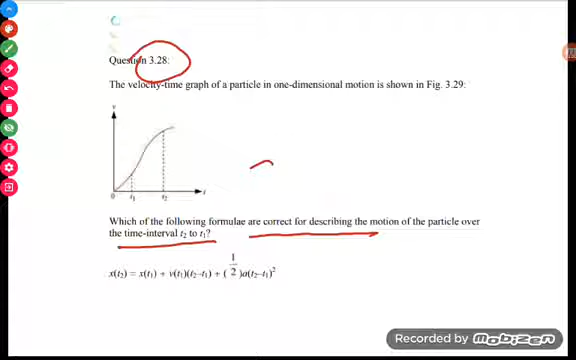 Question 3.28:
The velocity-time graph of a particle in one-dimensional motion is shown in Fig. 3.29:
v
0 t₁ t₂ t
Which of the following formulae are correct for describing the motion of the particle over
the time-interval t₂ to t₁?
x(t₂) = x(t₁) + v(t₁)(t₂–t₁) + (1/2)a(t₂–t₁)²
Recorded by mobizen